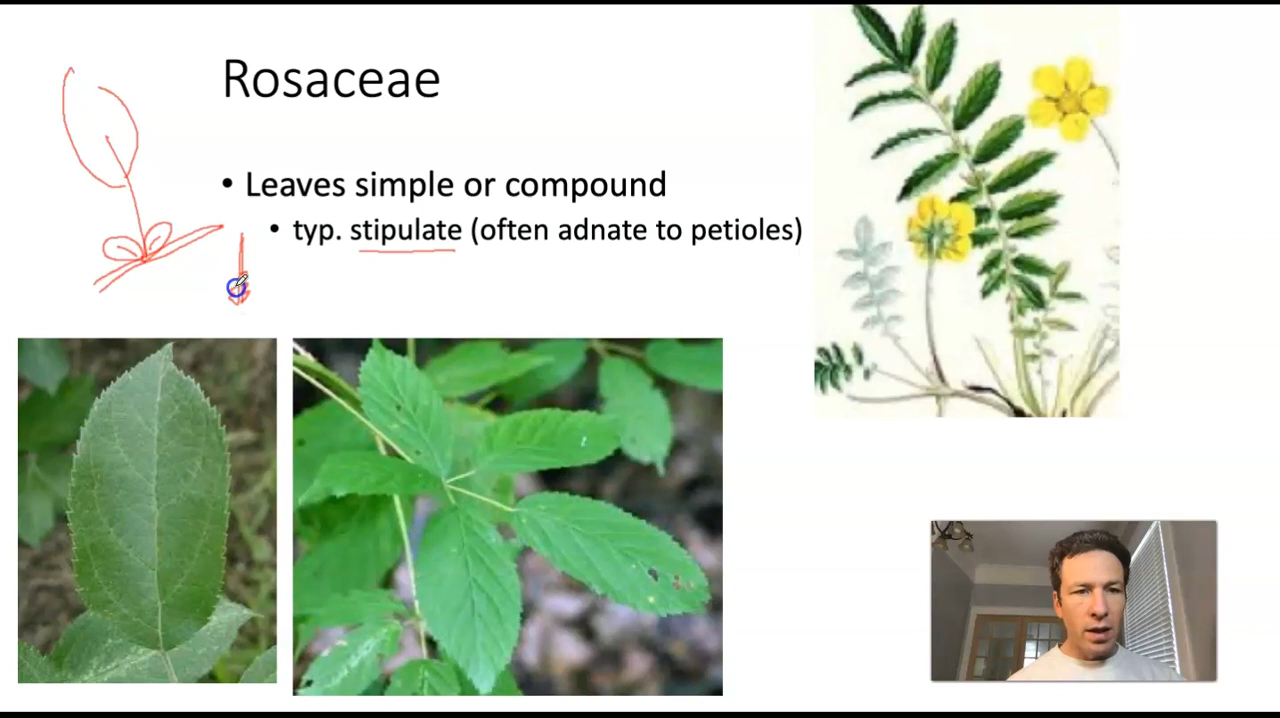 Rosaceae
• Leaves simple or compound
• typ. stipulate (often adnate to petioles)